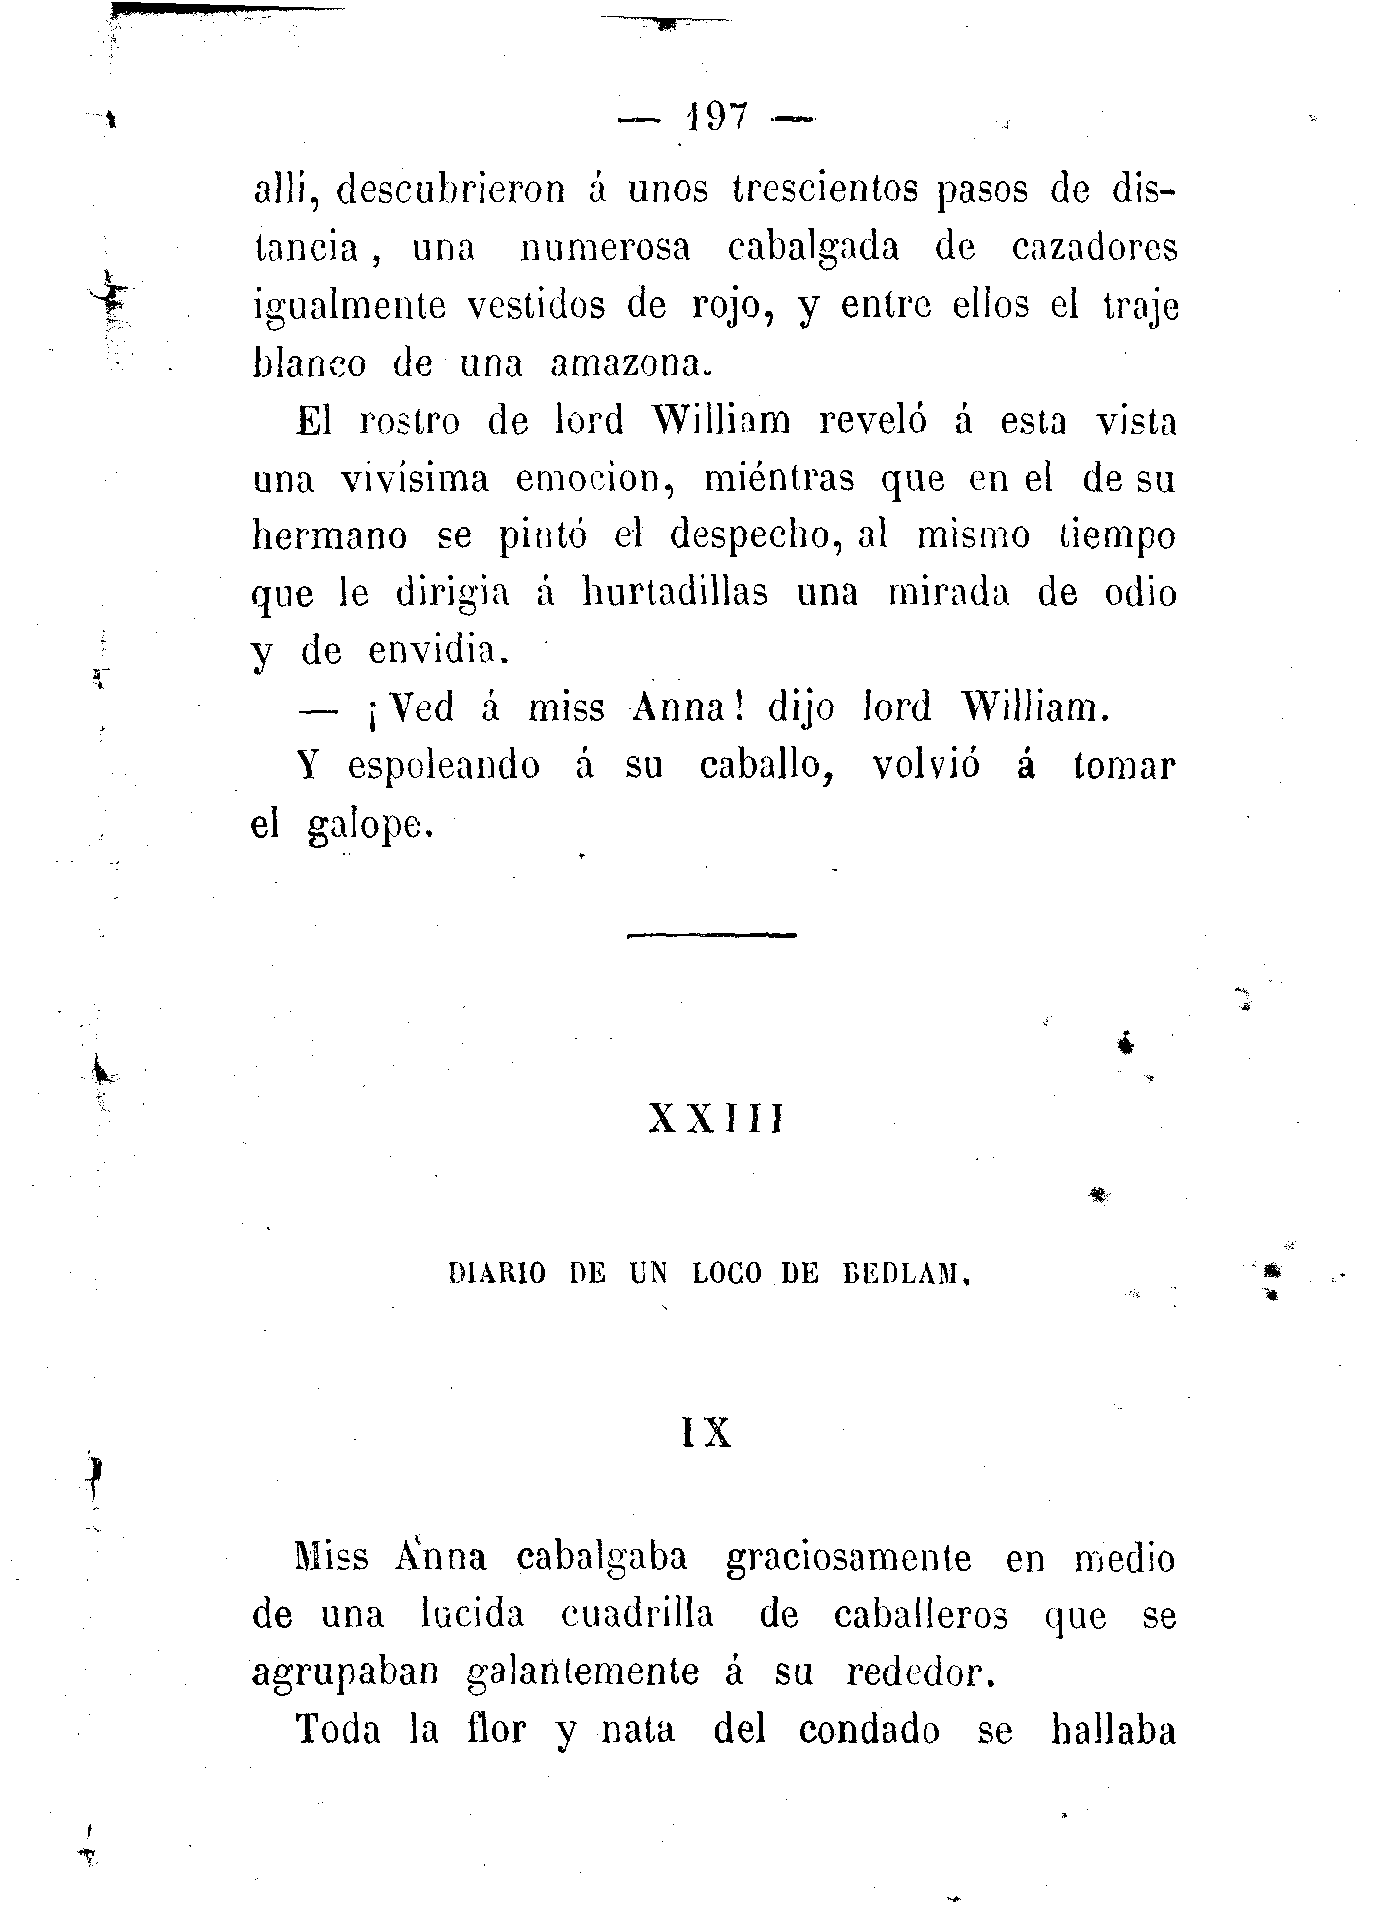 — 197 —
alli, descubrieron á unos trescientos pasos de dis-
tancia, una numerosa cabalgada de cazadores
igualmente vestidos de rojo, y entre ellos el traje
blanco de una amazona.
El rostro de lord William reveló á esta vista
una vivísima emocion, miéntras que en el de su
hermano se pintó el despecho, al mismo tiempo
que le dirigia á hurtadillas una mirada de odio
y de envidia.
— ¡Ved á miss Anna! dijo lord William.
Y espoleando á su caballo, volvió á tomar
el galope.
XXIII
DIARIO DE UN LOCO DE BEDLAM.
IX
Miss Anna cabalgaba graciosamente en medio
de una lucida cuadrilla de caballeros que se
agrupaban galantemente á su rededor.
Toda la flor y nata del condado se hallaba